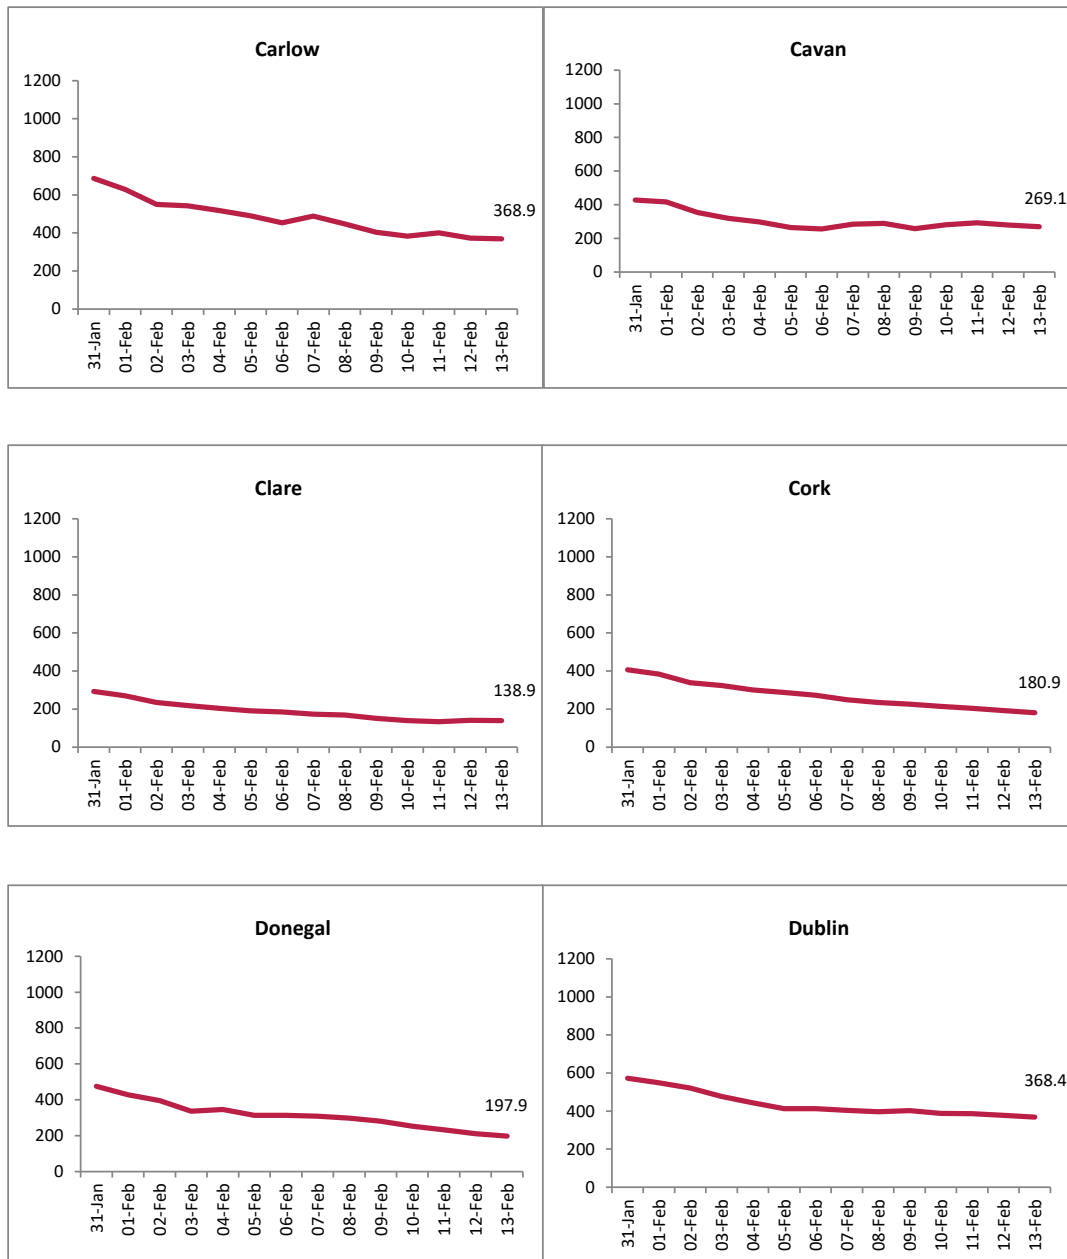 Carlow
1200
1000
800
600
400
200
0
368.9
31-Jan
01-Feb
02-Feb
03-Feb
04-Feb
05-Feb
06-Feb
07-Feb
08-Feb
09-Feb
10-Feb
11-Feb
12-Feb
13-Feb
Cavan
1200
1000
800
600
400
200
0
269.1
31-Jan
01-Feb
02-Feb
03-Feb
04-Feb
05-Feb
06-Feb
07-Feb
08-Feb
09-Feb
10-Feb
11-Feb
12-Feb
13-Feb
Clare
1200
1000
800
600
400
200
0
138.9
31-Jan
01-Feb
02-Feb
03-Feb
04-Feb
05-Feb
06-Feb
07-Feb
08-Feb
09-Feb
10-Feb
11-Feb
12-Feb
13-Feb
Cork
1200
1000
800
600
400
200
0
180.9
31-Jan
01-Feb
02-Feb
03-Feb
04-Feb
05-Feb
06-Feb
07-Feb
08-Feb
09-Feb
10-Feb
11-Feb
12-Feb
13-Feb
Donegal
1200
1000
800
600
400
200
0
197.9
31-Jan
01-Feb
02-Feb
03-Feb
04-Feb
05-Feb
06-Feb
07-Feb
08-Feb
09-Feb
10-Feb
11-Feb
12-Feb
13-Feb
Dublin
1200
1000
800
600
400
200
0
368.4
31-Jan
01-Feb
02-Feb
03-Feb
04-Feb
05-Feb
06-Feb
07-Feb
08-Feb
09-Feb
10-Feb
11-Feb
12-Feb
13-Feb